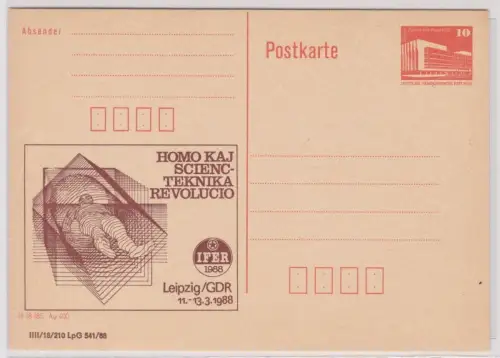 Absender
Postkarte
10
HOMO KAJ
SCIENC-
TEKNIKA
REVOLUCIO
IFER
1988
Leipzig/GDR
11.-13.3.1988
IIII/18/210 LpG 541/88